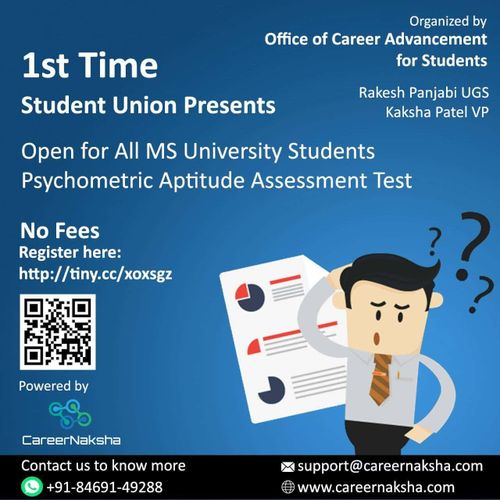 Organized by
Office of Career Advancement
for Students
Rakesh Panjabi UGS
Kaksha Patel VP
1st Time
Student Union Presents
Open for All MS University Students
Psychometric Aptitude Assessment Test
No Fees
Register here:
http://tiny.cc/xoxsgz
Powered by
CareerNaksha
Contact us to know more
+91-84691-49288
support@careernaksha.com
www.careernaksha.com
? ? ?